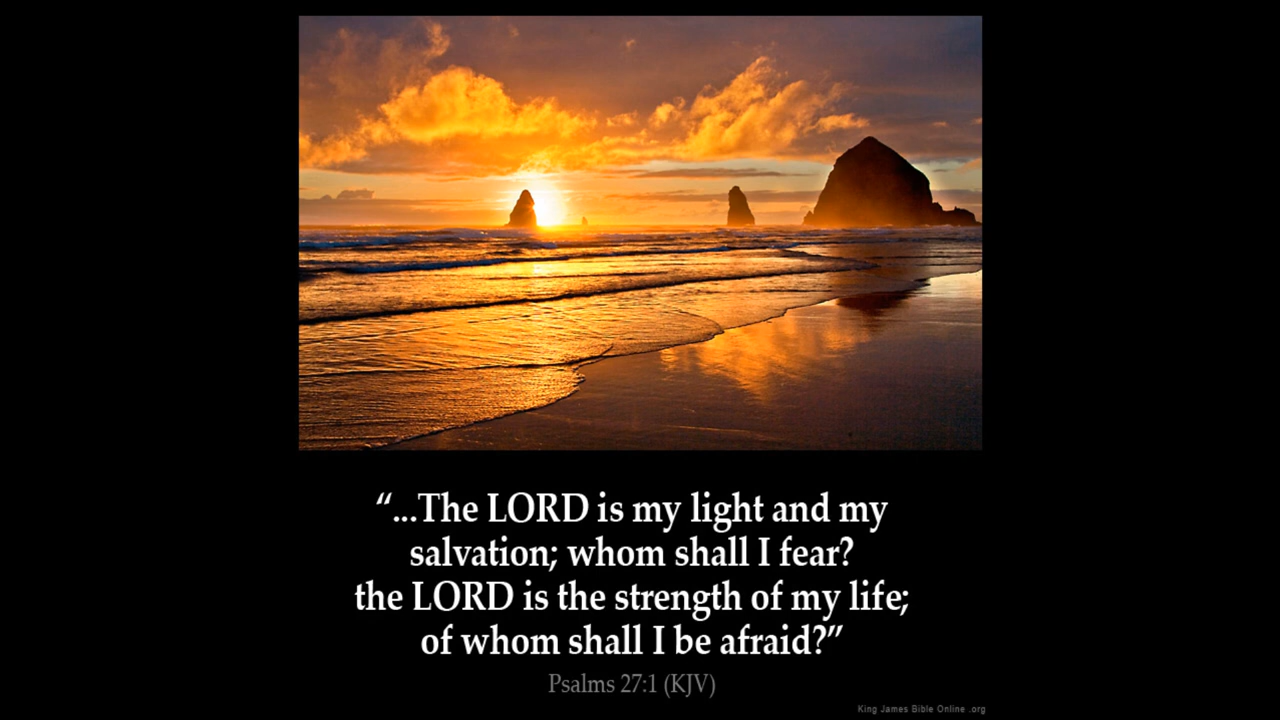 “...The LORD is my light and my
salvation; whom shall I fear?
the LORD is the strength of my life;
of whom shall I be afraid?”
Psalms 27:1 (KJV)
King James Bible Online .org